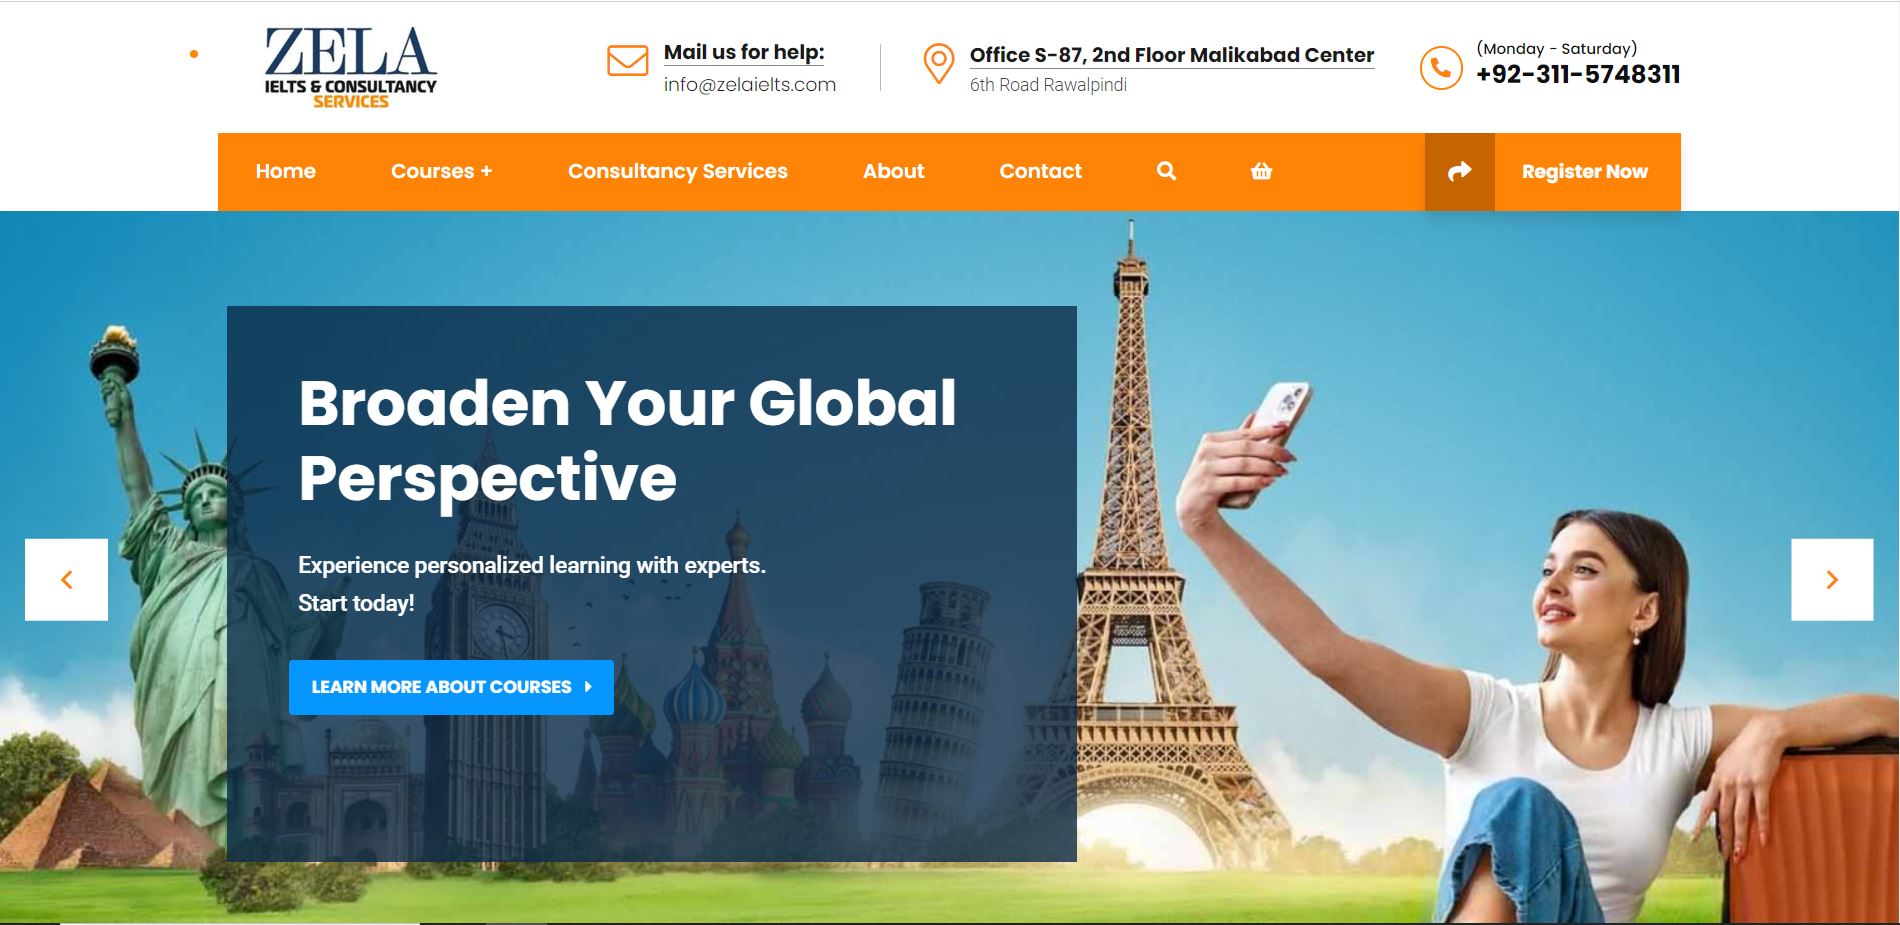 ZELA
IELTS & CONSULTANCY
SERVICES
Mail us for help:
info@zelaielts.com
Office S-87, 2nd Floor Malikabad Center
6th Road Rawalpindi
(Monday - Saturday)
+92-311-5748311
Home
Courses +
Consultancy Services
About
Contact
Register Now
Broaden Your Global
Perspective
Experience personalized learning with experts.
Start today!
LEARN MORE ABOUT COURSES